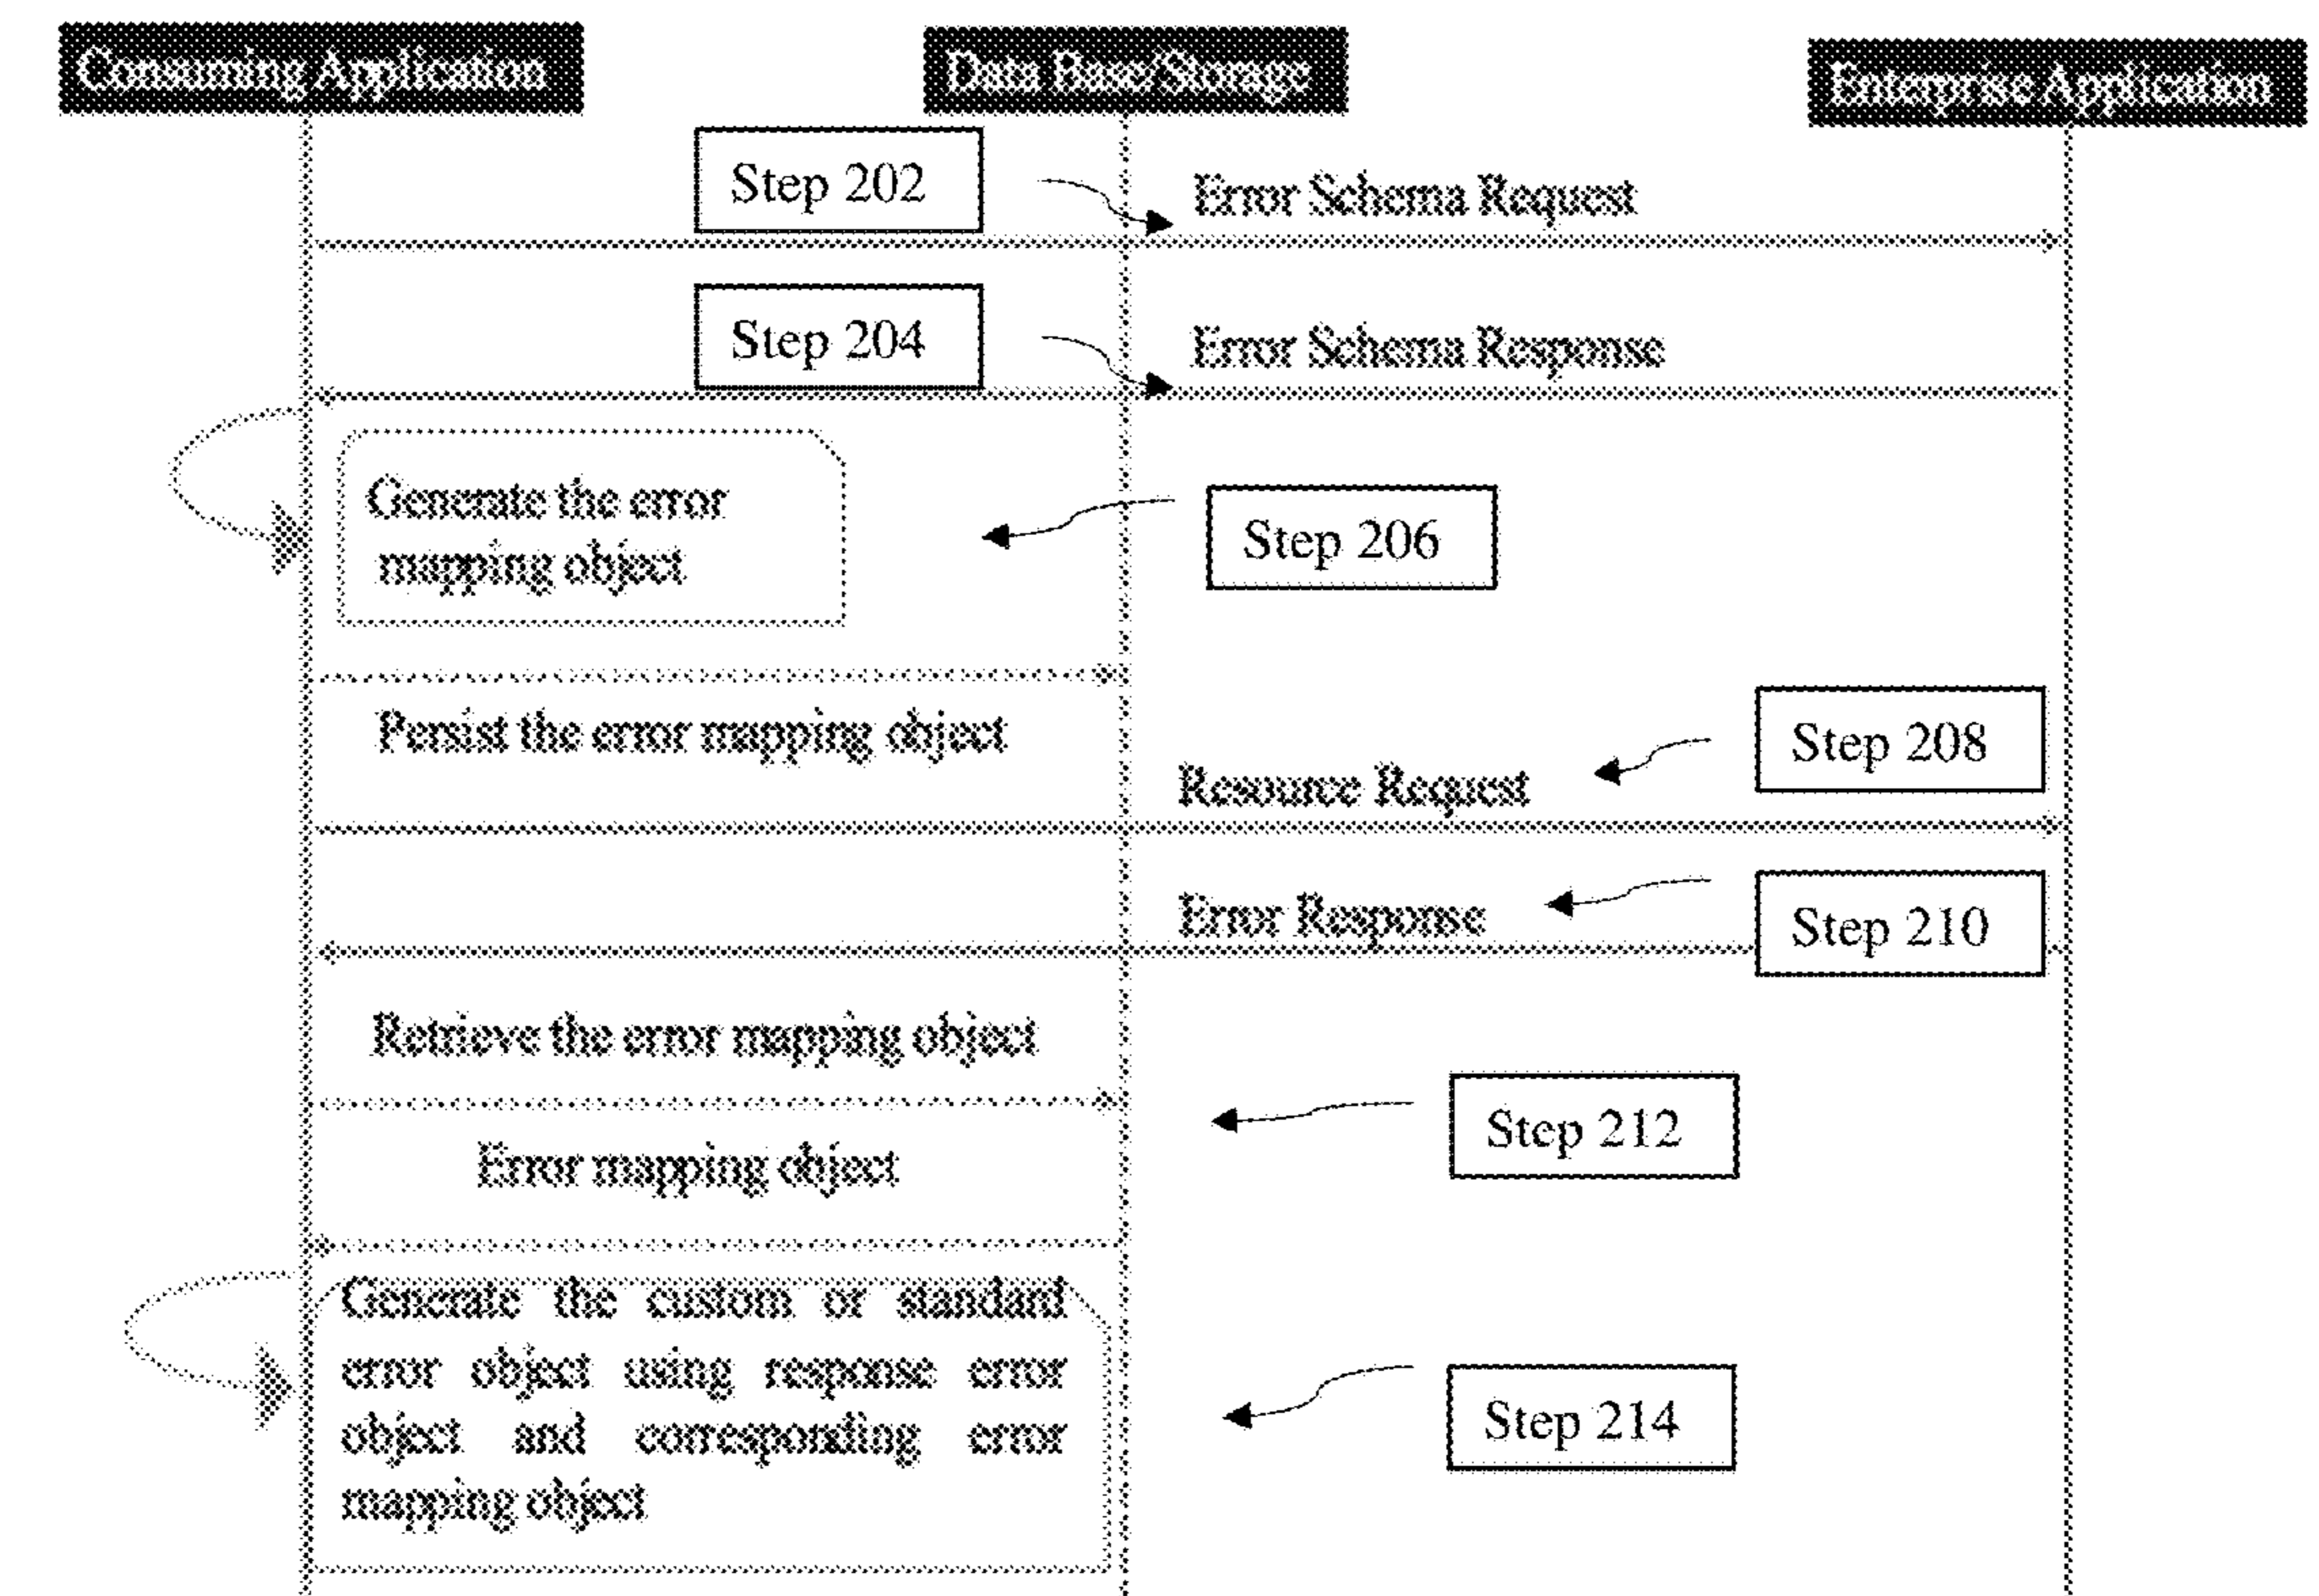 Consuming Application
Data Base/Storage
Enterprise Application
Step 202
Error Schema Request
Step 204
Error Schema Response
Generate the error
mapping object
Step 206
Persist the error mapping object
Step 208
Resource Request
Error Response
Step 210
Retrieve the error mapping object
Step 212
Error mapping object
Generate the custom or standard
error object using response error
object and corresponding error
mapping object
Step 214